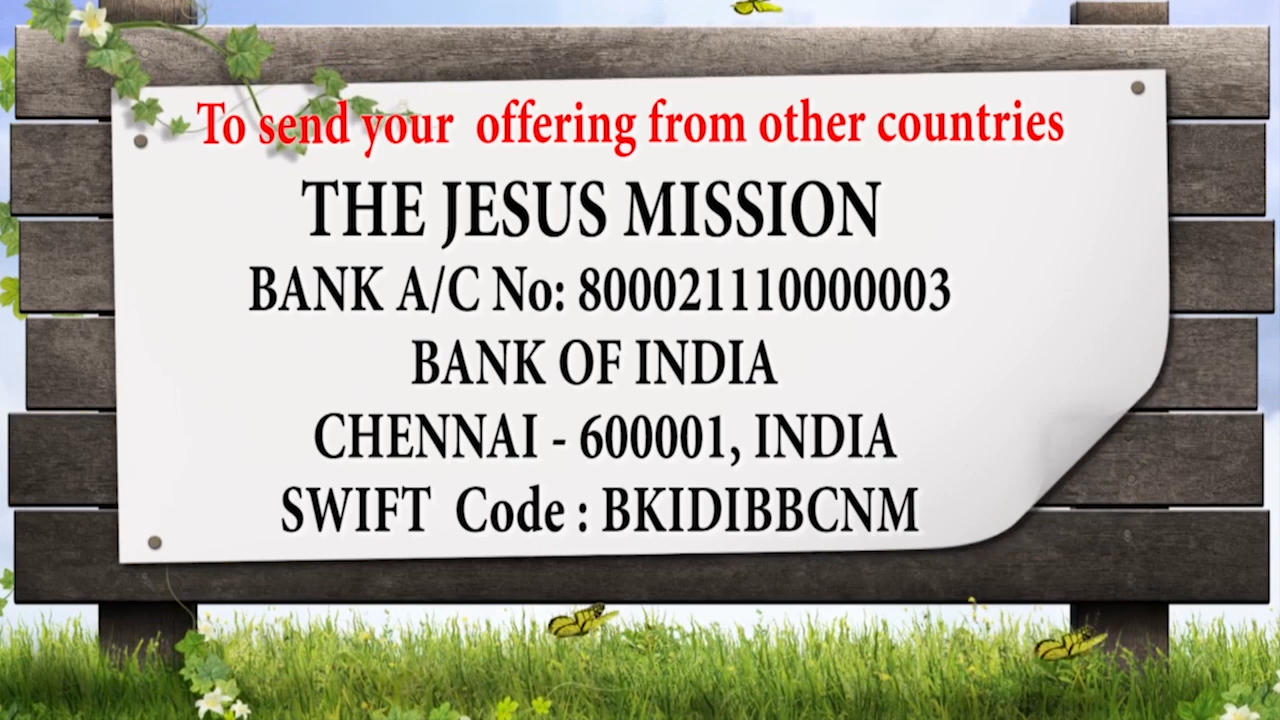 To send your offering from other countries
THE JESUS MISSION
BANK A/C No: 800021110000003
BANK OF INDIA
CHENNAI - 600001, INDIA
SWIFT Code : BKIDIBBCNM